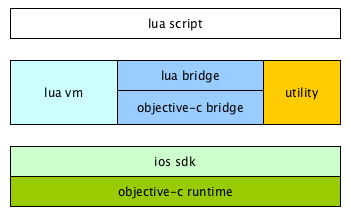 lua script
lua vm
lua bridge
objective-c bridge
utility
ios sdk
objective-c runtime